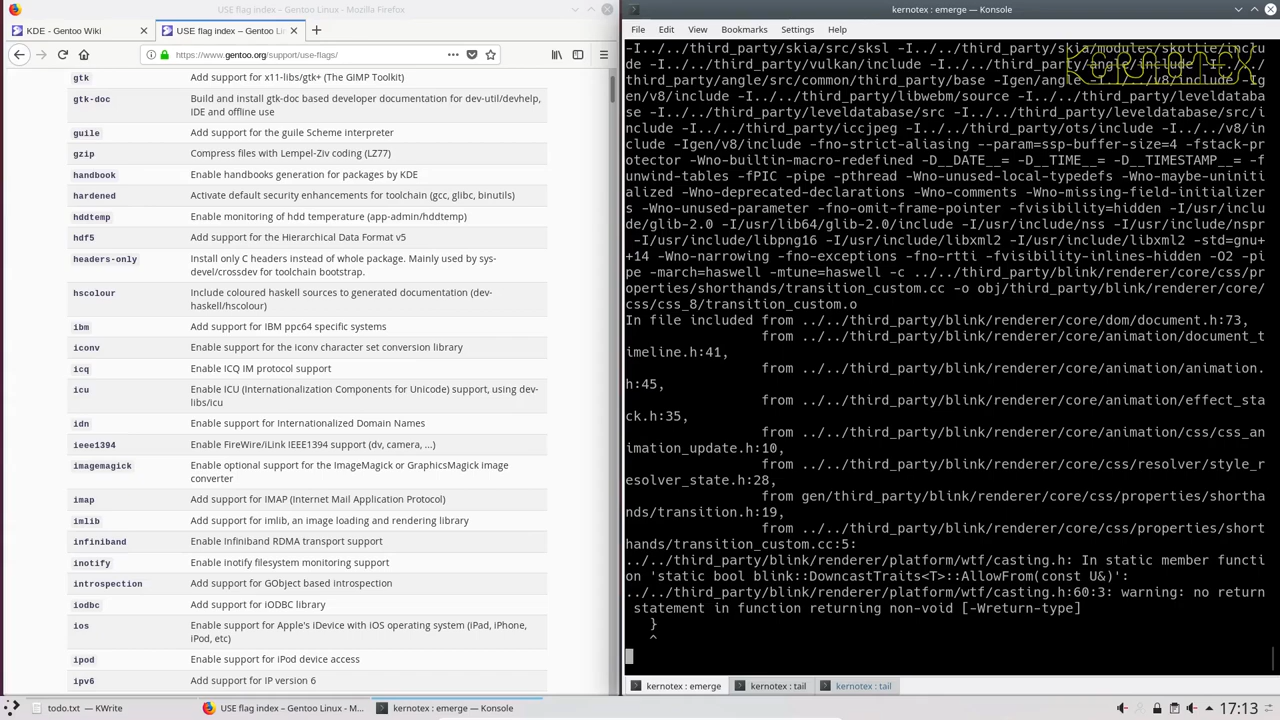 USE flag index – Gentoo Linux - Mozilla Firefox
KDE - Gentoo Wiki
USE flag index – Gentoo Lin
https://www.gentoo.org/support/use-flags/
gtk Add support for x11-libs/gtk+ (The GIMP Toolkit)
gtk-doc Build and install gtk-doc based developer documentation for dev-util/devhelp,
IDE and offline use
guile Add support for the guile Scheme interpreter
gzip Compress files with Lempel-Ziv coding (LZ77)
handbook Enable handbooks generation for packages by KDE
hardened Activate default security enhancements for toolchain (gcc, glibc, binutils)
hddtemp Enable monitoring of hdd temperature (app-admin/hddtemp)
hdf5 Add support for the Hierarchical Data Format v5
headers-only Install only C headers instead of whole package. Mainly used by sys-
devel/crossdev for toolchain bootstrap.
hscolour Include coloured haskell sources to generated documentation (dev-
haskell/hscolour)
ibm Add support for IBM ppc64 specific systems
iconv Enable support for the iconv character set conversion library
icq Enable ICQ IM protocol support
icu Enable ICU (Internationalization Components for Unicode) support, using dev-
libs/icu
idn Enable support for Internationalized Domain Names
ieee1394 Enable FireWire/iLink IEEE1394 support (dv, camera, ...)
imagemagick Enable optional support for the ImageMagick or GraphicsMagick image
converter
imap Add support for IMAP (Internet Mail Application Protocol)
imlib Add support for imlib, an image loading and rendering library
infiniband Enable Infiniband RDMA transport support
inotify Enable inotify filesystem monitoring support
introspection Add support for GObject based introspection
iodbc Add support for iODBC library
ios Enable support for Apple's iDevice with iOS operating system (iPad, iPhone,
iPod, etc)
ipod Enable support for iPod device access
ipv6 Add support for IP version 6
kernotex : emerge — Konsole
File Edit View Bookmarks Settings Help
-I../../third_party/skia/src/sksl -I../../third_party/skia/modules/skottie/inclu
de -I../../third_party/vulkan/include -I../../third_party/angle/include -I../../
third_party/angle/src/common/third_party/base -Igen/angle -I../../v8/include -Ig
en/v8/include -I../../third_party/libwebm/source -I../../third_party/leveldataba
se -I../../third_party/leveldatabase/src -I../../third_party/leveldatabase/src/i
nclude -I../../third_party/iccjpeg -I../../third_party/ots/include -I../../v8/in
clude -Igen/v8/include -fno-strict-aliasing --param=ssp-buffer-size=4 -fstack-pr
otector -Wno-builtin-macro-redefined -D__DATE__= -D__TIME__= -D__TIMESTAMP__= -f
unwind-tables -fPIC -pipe -pthread -Wno-unused-local-typedefs -Wno-maybe-uniniti
alized -Wno-deprecated-declarations -Wno-comments -Wno-missing-field-initializer
s -Wno-unused-parameter -fno-omit-frame-pointer -fvisibility=hidden -I/usr/inclu
de/glib-2.0 -I/usr/lib64/glib-2.0/include -I/usr/include/nss -I/usr/include/nspr
-I/usr/include/libpng16 -I/usr/include/libxml2 -I/usr/include/libxml2 -std=gnu+
+14 -Wno-narrowing -fno-exceptions -fno-rtti -fvisibility-inlines-hidden -O2 -pi
pe -march=haswell -mtune=haswell -c ../../third_party/blink/renderer/core/css/pr
operties/shorthands/transition_custom.cc -o obj/third_party/blink/renderer/core/
css/css_8/transition_custom.o
In file included from ../../third_party/blink/renderer/core/dom/document.h:73,
from ../../third_party/blink/renderer/core/animation/document_t
imeline.h:41,
from ../../third_party/blink/renderer/core/animation/animation.
h:45,
from ../../third_party/blink/renderer/core/animation/effect_sta
ck.h:35,
from ../../third_party/blink/renderer/core/animation/css/css_an
imation_update.h:10,
from ../../third_party/blink/renderer/core/css/resolver/style_r
esolver_state.h:28,
from gen/third_party/blink/renderer/core/css/properties/shortha
nds/transition.h:19,
from ../../third_party/blink/renderer/core/css/properties/short
hands/transition_custom.cc:5:
../../third_party/blink/renderer/platform/wtf/casting.h: In static member functi
on 'static bool blink::DowncastTraits<T>::AllowFrom(const U&)':
../../third_party/blink/renderer/platform/wtf/casting.h:60:3: warning: no return
statement in function returning non-void [-Wreturn-type]
}
^
KERNOTEX
kernotex : emerge
kernotex : tail
kernotex : tail
todo.txt — KWrite
USE flag index – Gentoo Linux - M...
kernotex : emerge — Konsole
17:13